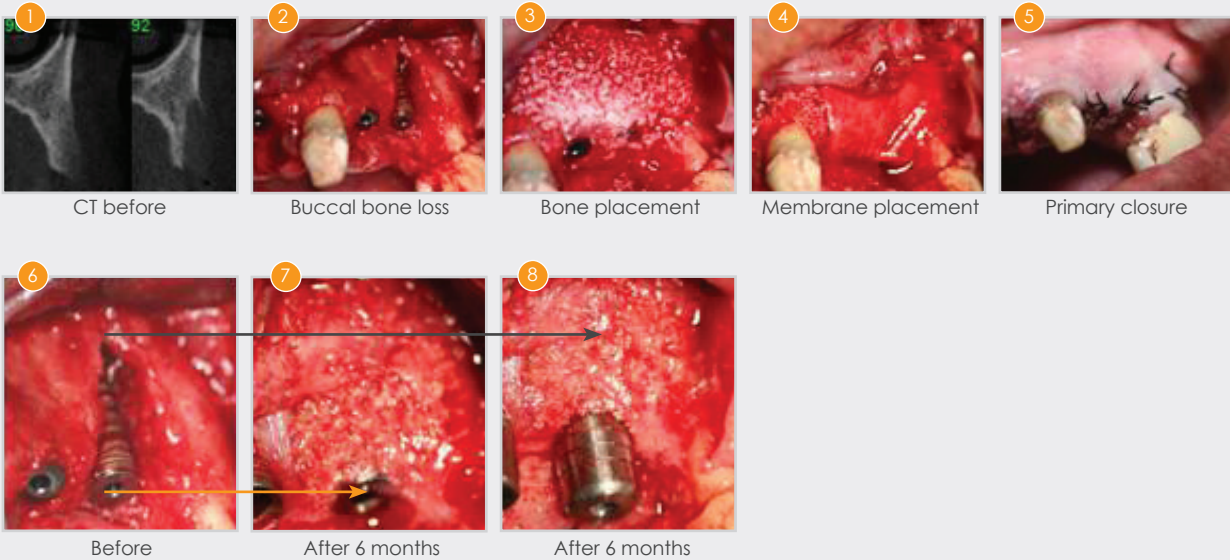 1
92
CT before
2
Buccal bone loss
3
Bone placement
4
Membrane placement
5
Primary closure
6
Before
7
After 6 months
8
After 6 months